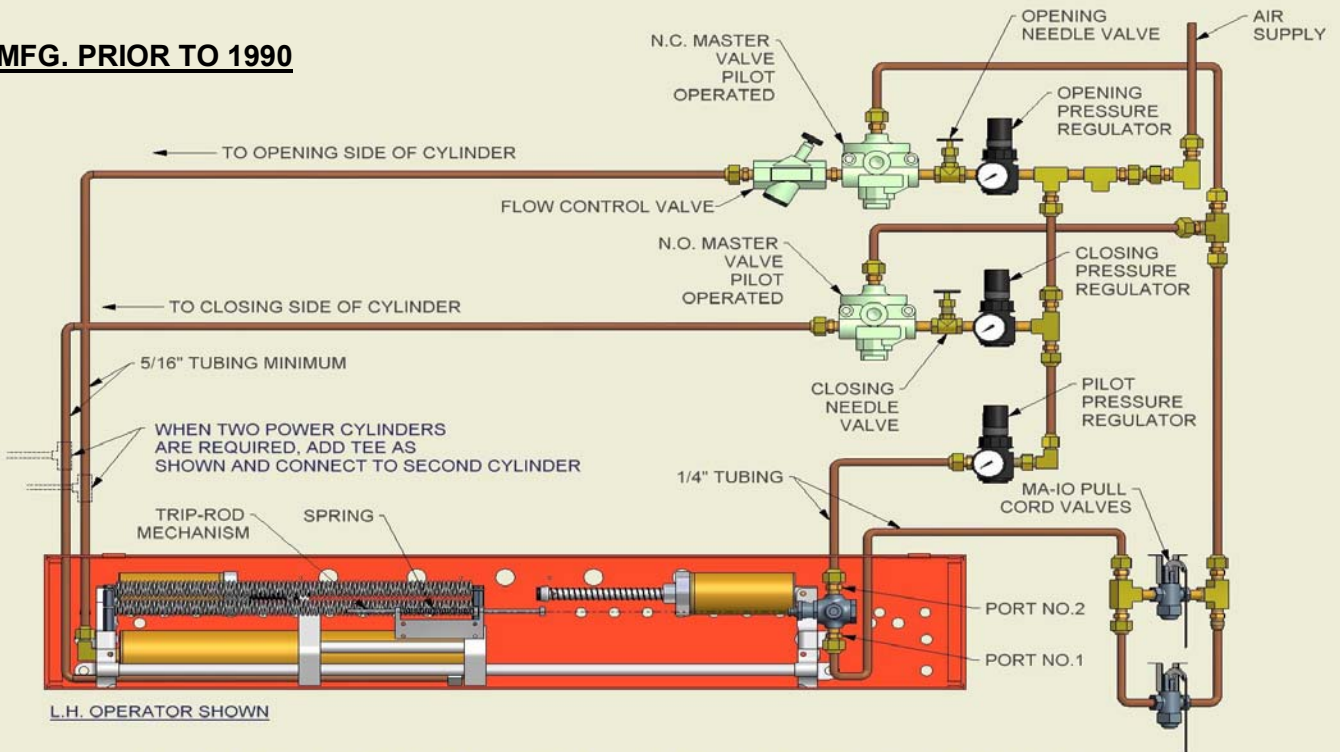 MFG. PRIOR TO 1990
OPENING
NEEDLE VALVE
AIR
SUPPLY
N.C. MASTER
VALVE
PILOT
OPERATED
OPENING
PRESSURE
REGULATOR
TO OPENING SIDE OF CYLINDER
FLOW CONTROL VALVE
N.O. MASTER
VALVE
PILOT
OPERATED
CLOSING
PRESSURE
REGULATOR
TO CLOSING SIDE OF CYLINDER
5/16" TUBING MINIMUM
CLOSING
NEEDLE
VALVE
PILOT
PRESSURE
REGULATOR
WHEN TWO POWER CYLINDERS
ARE REQUIRED, ADD TEE AS
SHOWN AND CONNECT TO SECOND CYLINDER
1/4" TUBING
MA-IO PULL
CORD VALVES
TRIP-ROD
MECHANISM
SPRING
PORT NO.2
PORT NO.1
L.H. OPERATOR SHOWN